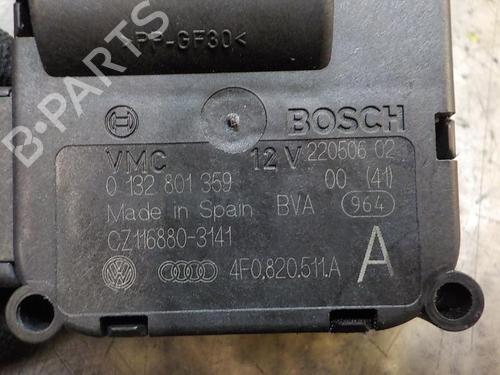 >PP-GF30<
BOSCH
VMC 12 V 220506 02
0 132 801 359 00 (41)
Made in Spain BVA 964
CZ116880-3141
4F0.820.511.A A
B-PARTS